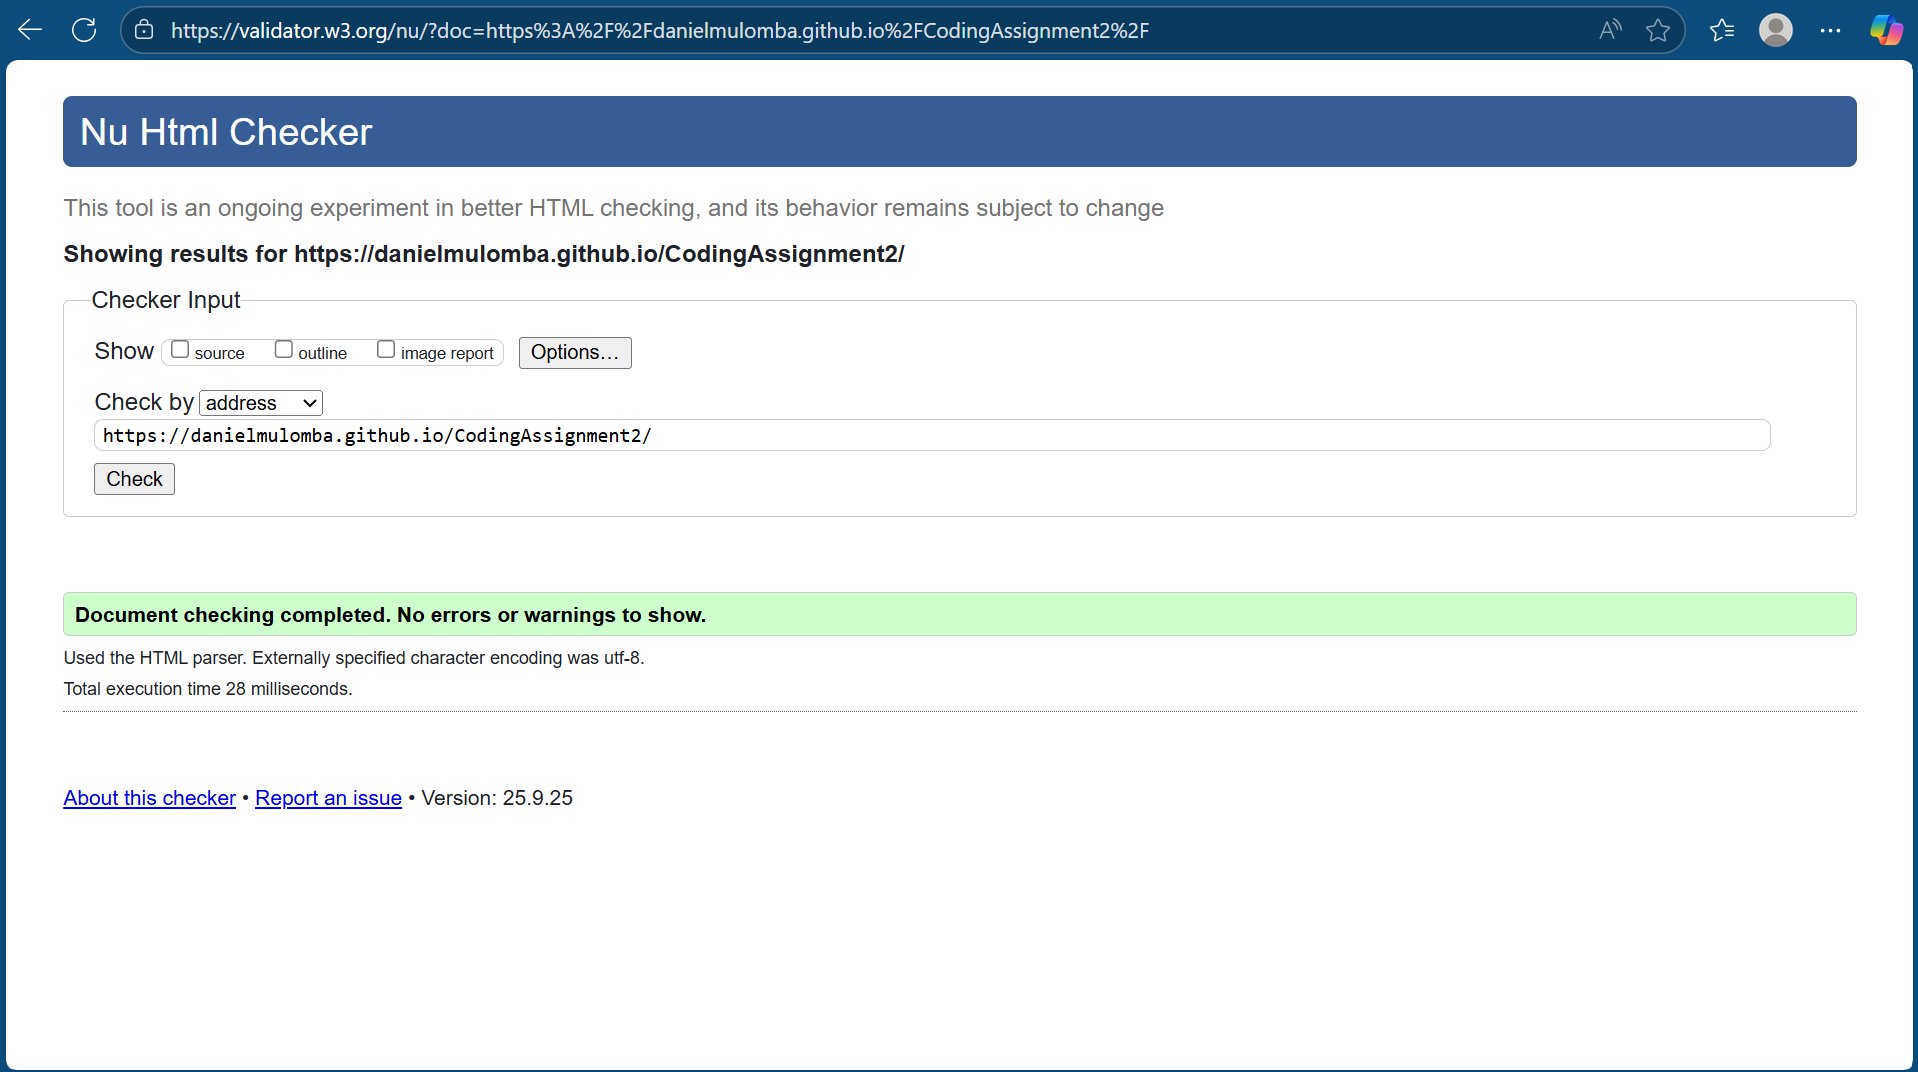 https://validator.w3.org/nu/?doc=https%3A%2F%2Fdanielmulomba.github.io%2FCodingAssignment2%2F
Nu Html Checker
This tool is an ongoing experiment in better HTML checking, and its behavior remains subject to change
Showing results for https://danielmulomba.github.io/CodingAssignment2/
Checker Input
Show source outline image report Options…
Check by address
https://danielmulomba.github.io/CodingAssignment2/
Check
Document checking completed. No errors or warnings to show.
Used the HTML parser. Externally specified character encoding was utf-8.
Total execution time 28 milliseconds.
About this checker • Report an issue • Version: 25.9.25